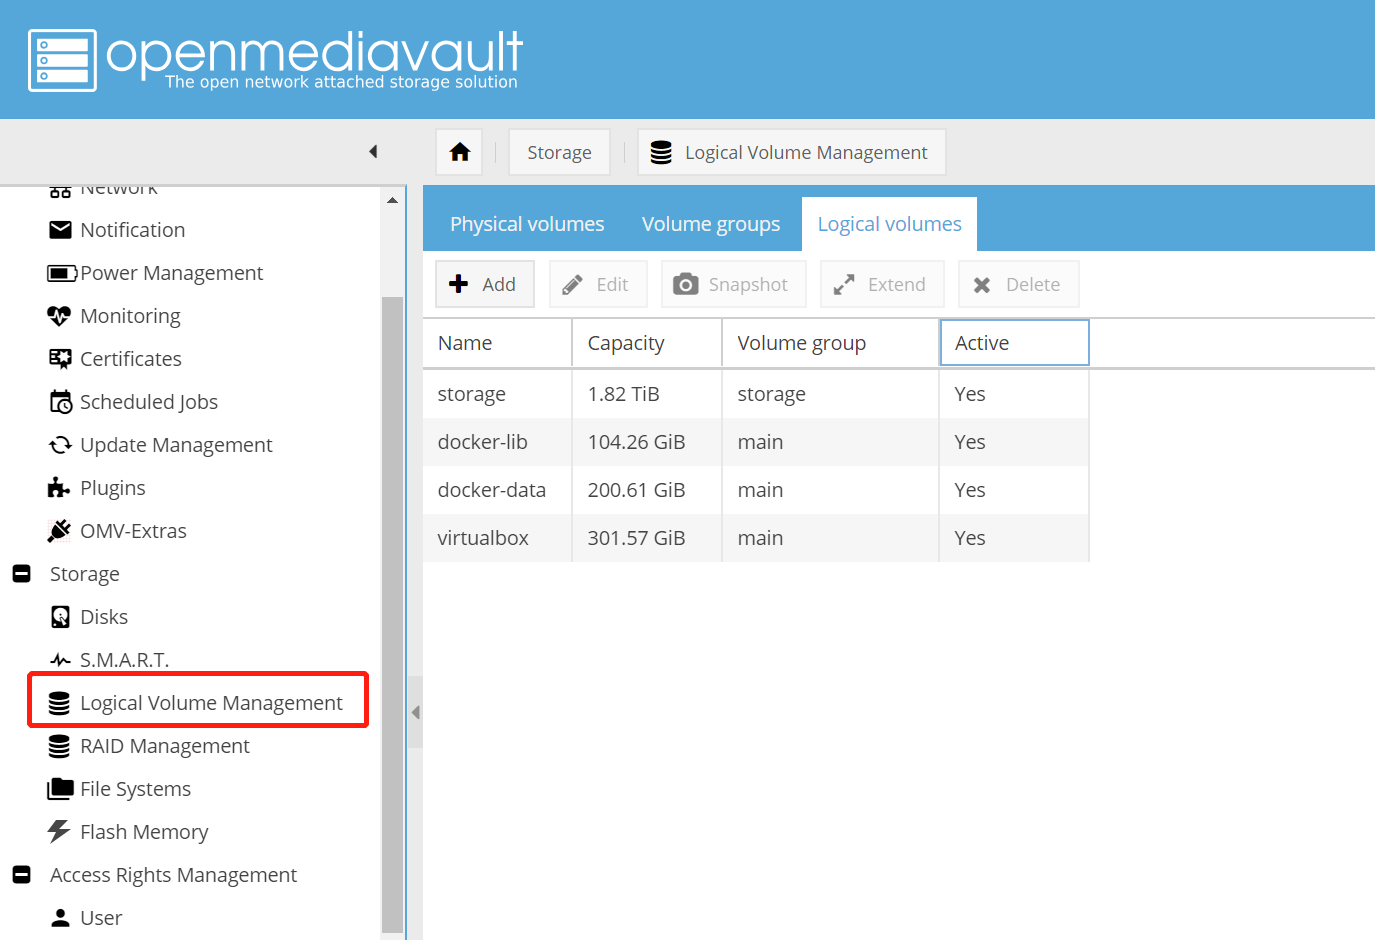 openmediavault
The open network attached storage solution
Storage
Logical Volume Management
Network
Notification
Power Management
Monitoring
Certificates
Scheduled Jobs
Update Management
Plugins
OMV-Extras
Storage
Disks
S.M.A.R.T.
Logical Volume Management
RAID Management
File Systems
Flash Memory
Access Rights Management
User
Physical volumes Volume groups Logical volumes
Add Edit Snapshot Extend Delete
Name Capacity Volume group Active
storage 1.82 TiB storage Yes
docker-lib 104.26 GiB main Yes
docker-data 200.61 GiB main Yes
virtualbox 301.57 GiB main Yes